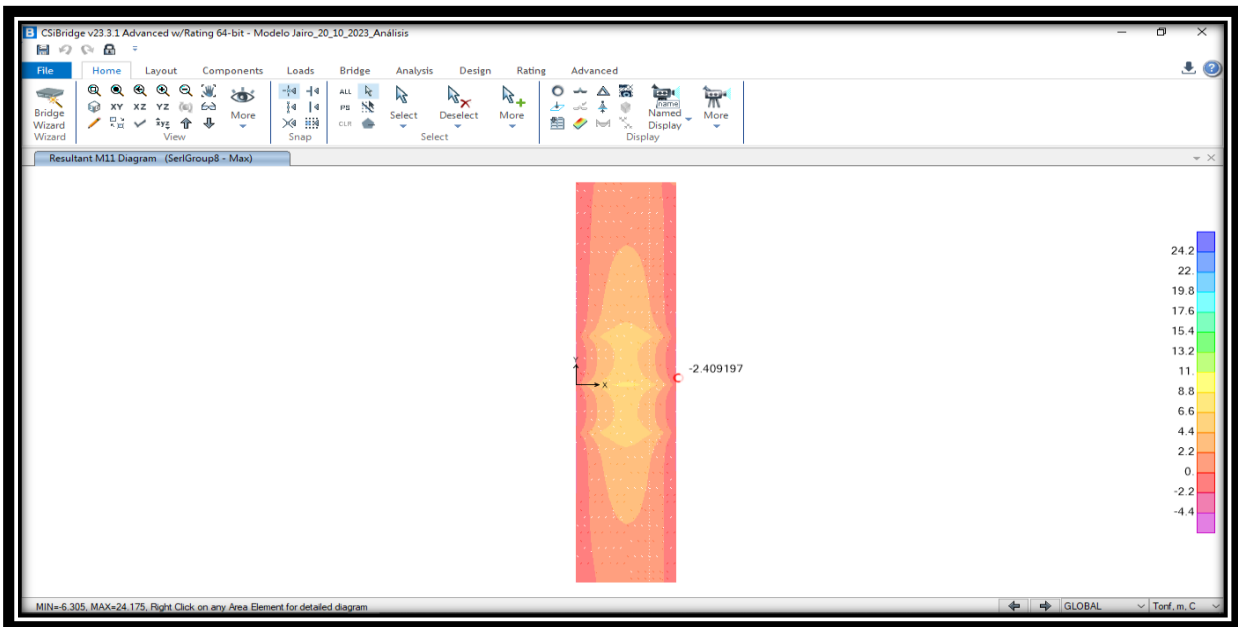 B CSiBridge v23.3.1 Advanced w/Rating 64-bit - Modelo Jairo_20_10_2023_Análisis
File Home Layout Components Loads Bridge Analysis Design Rating Advanced
Bridge Wizard
Wizard
XY XZ YZ
xyz
More
View
Snap
ALL
PS
CLR
Select Deselect More
Select
name
Named Display
More
Display
Resultant M11 Diagram (SerIGroup8 - Max)
Y
X
-2.409197
24.2
22.
19.8
17.6
15.4
13.2
11.
8.8
6.6
4.4
2.2
0.
-2.2
-4.4
MIN=-6.305, MAX=24.175, Right Click on any Area Element for detailed diagram
GLOBAL
Tonf, m, C